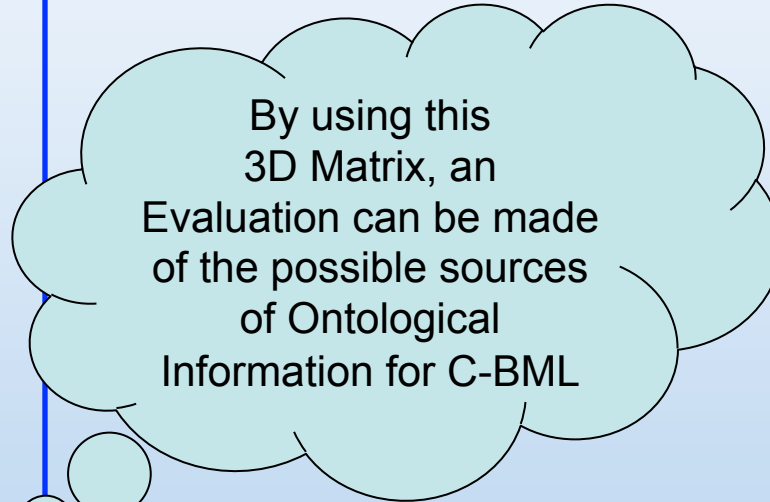 By using this
3D Matrix, an
Evaluation can be made
of the possible sources
of Ontological
Information for C-BML